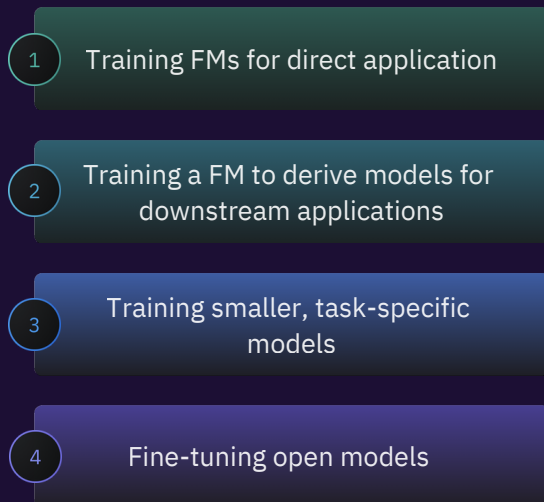 1
Training FMs for direct application
2
Training a FM to derive models for
downstream applications
3
Training smaller, task-specific
models
4
Fine-tuning open models